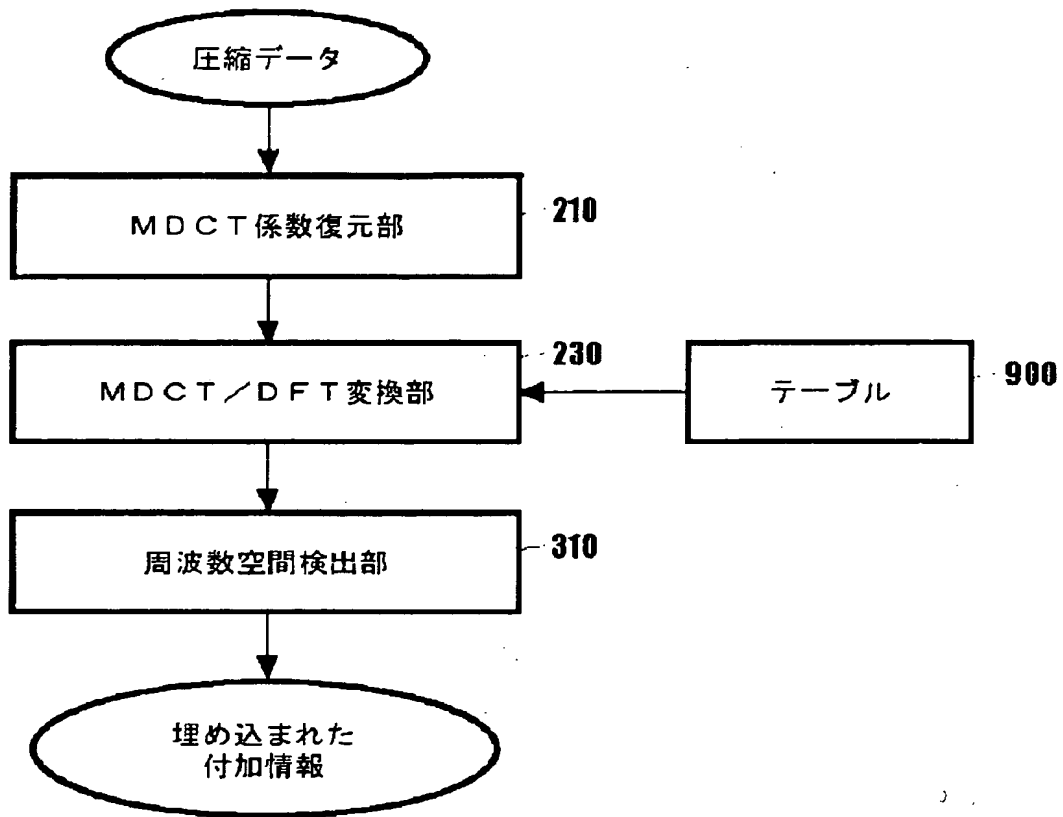 圧縮データ
MDCT係数復元部
210
MDCT/DFT変換部
230
テーブル
900
周波数空間検出部
310
埋め込まれた
付加情報